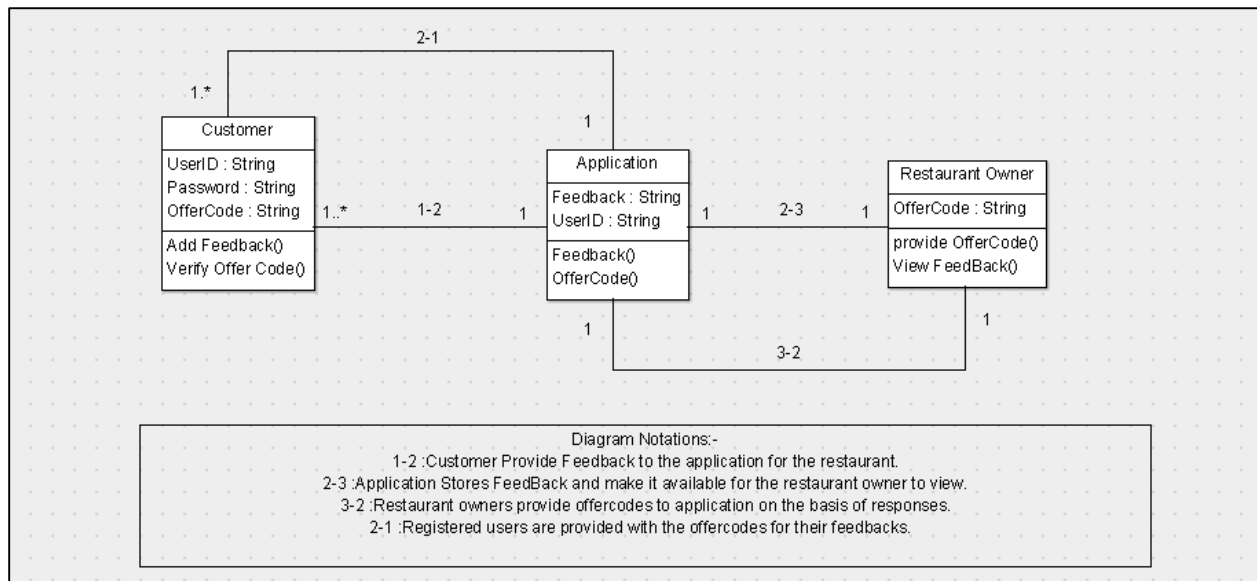 2-1
1.*
1
Customer
UserID : String
Password : String
OfferCode : String
Add Feedback()
Verify Offer Code()
1..*
1-2
1
Application
Feedback : String
UserID : String
Feedback()
OfferCode()
1
2-3
1
Restaurant Owner
OfferCode : String
provide OfferCode()
View FeedBack()
1
1
3-2
Diagram Notations:-
1-2 :Customer Provide Feedback to the application for the restaurant.
2-3 :Application Stores FeedBack and make it available for the restaurant owner to view.
3-2 :Restaurant owners provide offercodes to application on the basis of responses.
2-1 :Registered users are provided with the offercodes for their feedbacks.